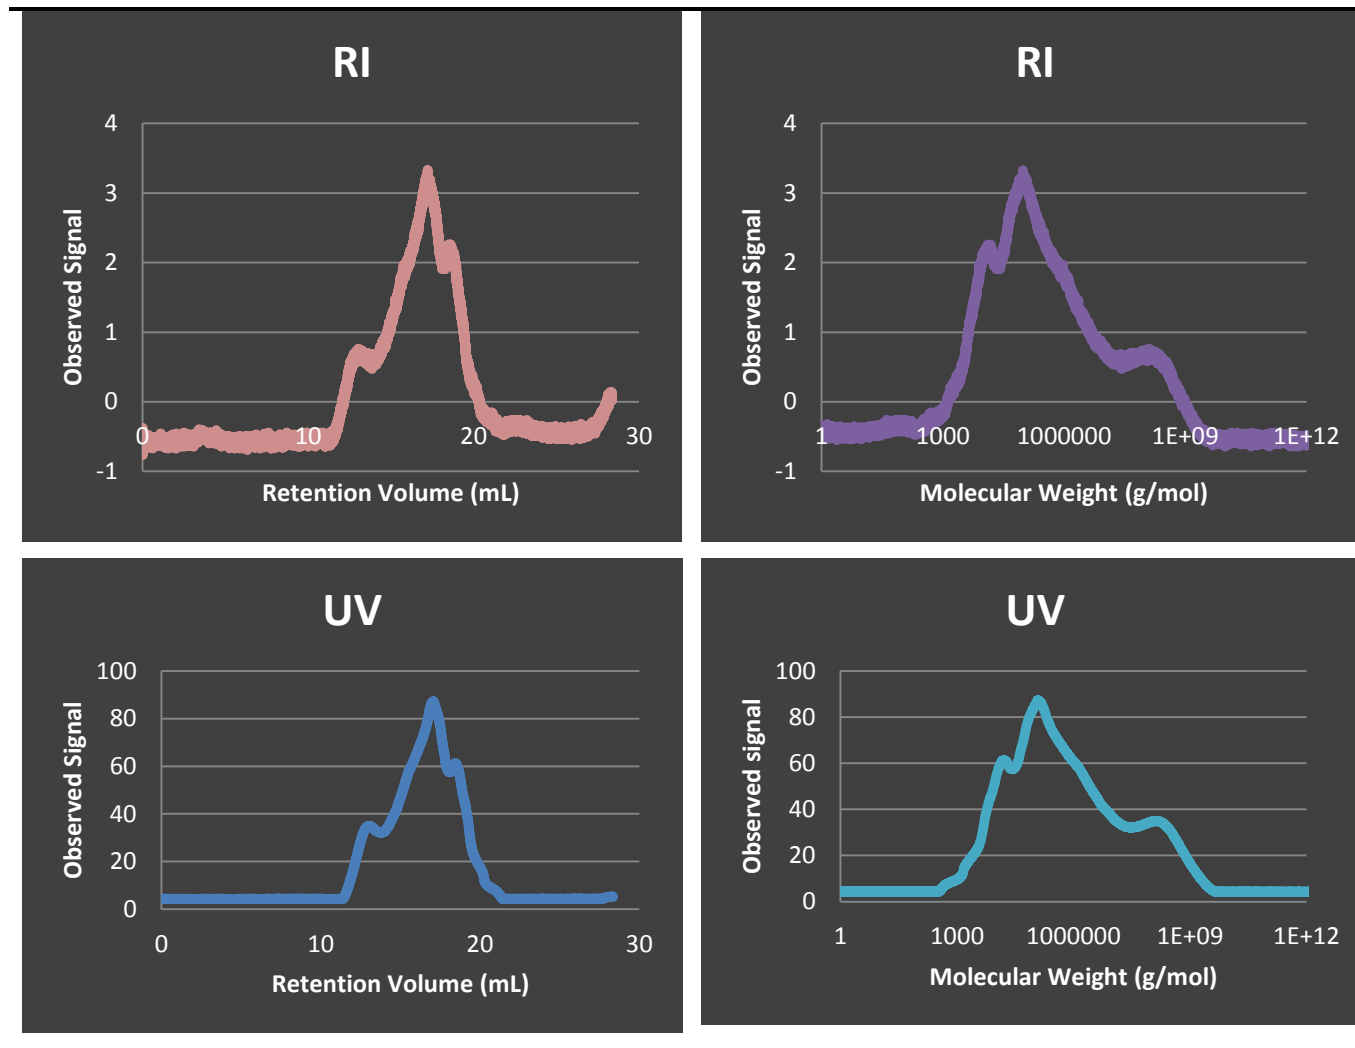 RI
4
3
2
1
0
-1
0 10 20 30
Observed Signal
Retention Volume (mL)
RI
4
3
2
1
0
-1
1 1000 1000000 1E+09 1E+12
Observed Signal
Molecular Weight (g/mol)
UV
100
80
60
40
20
0
0 10 20 30
Observed Signal
Retention Volume (mL)
UV
100
80
60
40
20
0
1 1000 1000000 1E+09 1E+12
Observed signal
Molecular Weight (g/mol)